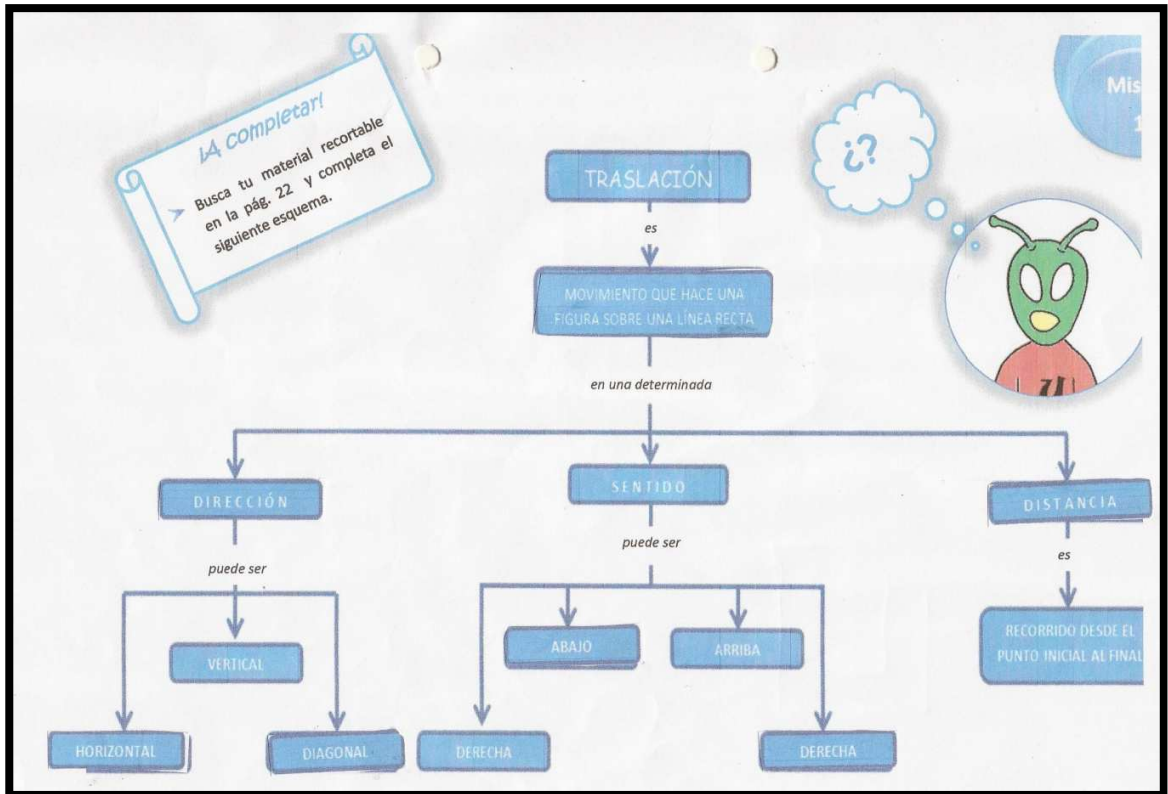 ¡A completar!
Busca tu material recortable
en la pág. 22 y completa el
siguiente esquema.
¿?
Mis
TRASLACIÓN
es
MOVIMIENTO QUE HACE UNA
FIGURA SOBRE UNA LÍNEA RECTA
en una determinada
DIRECCIÓN
SENTIDO
DISTANCIA
puede ser
puede ser
es
VERTICAL
ABAJO
ARRIBA
RECORRIDO DESDE EL
PUNTO INICIAL AL FINAL
HORIZONTAL
DIAGONAL
DERECHA
DERECHA